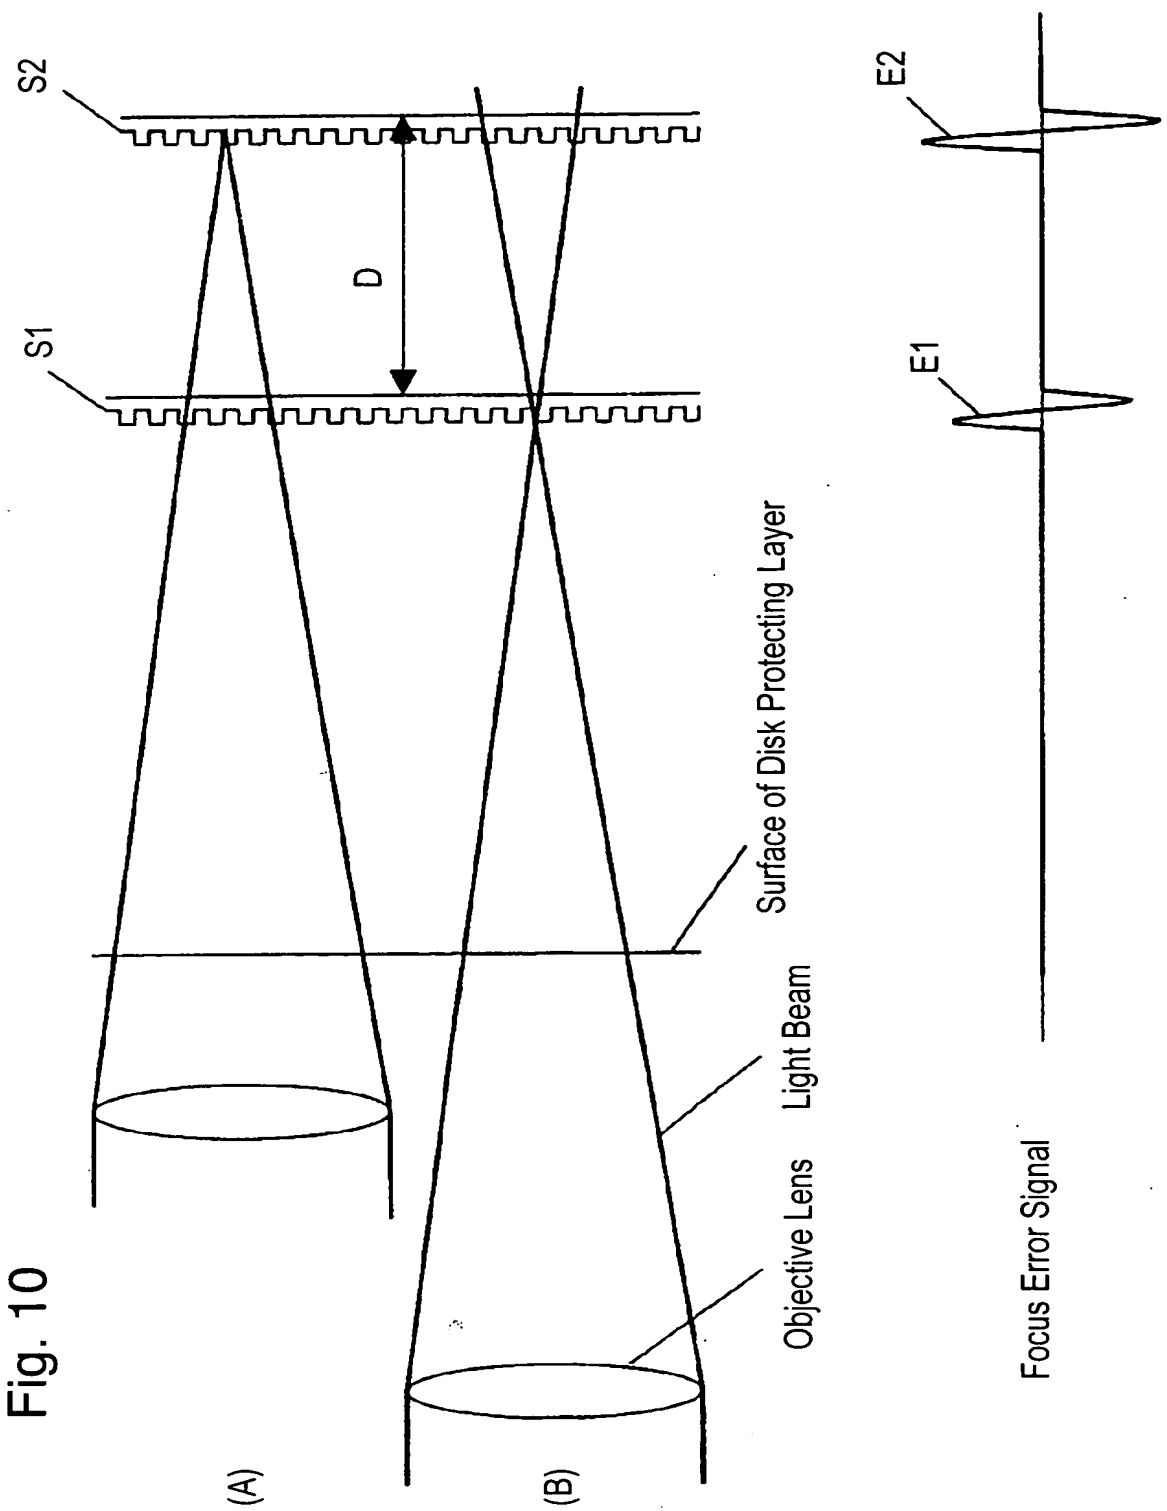 Fig. 10
(A)
(B)
S1
S2
D
Surface of Disk Protecting Layer
Light Beam
Objective Lens
Focus Error Signal
E1
E2